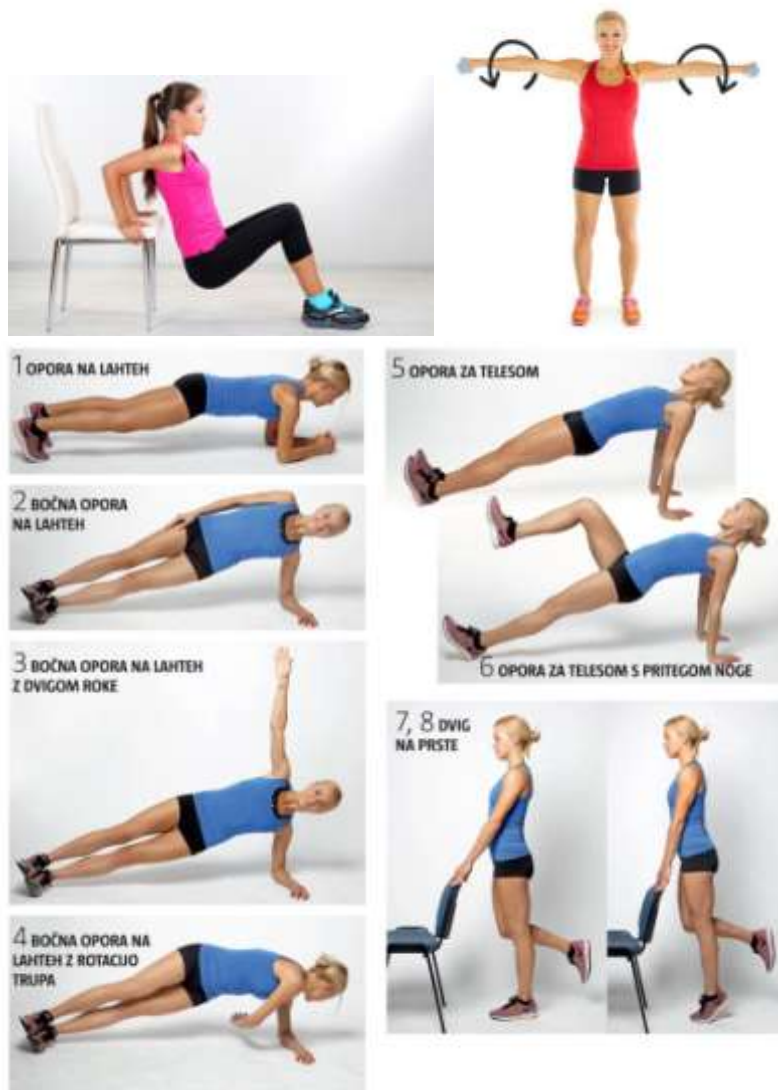 1 OPORA NA LAHTEH
2 BOČNA OPORA
NA LAHTEH
3 BOČNA OPORA NA LAHTEH
Z DVIGOM ROKE
4 BOČNA OPORA NA
LAHTEH Z ROTACIJO
TRUPA
5 OPORA ZA TELESOM
6 OPORA ZA TELESOM S PRITEGOM NOGE
7, 8 DVIG
NA PRSTE